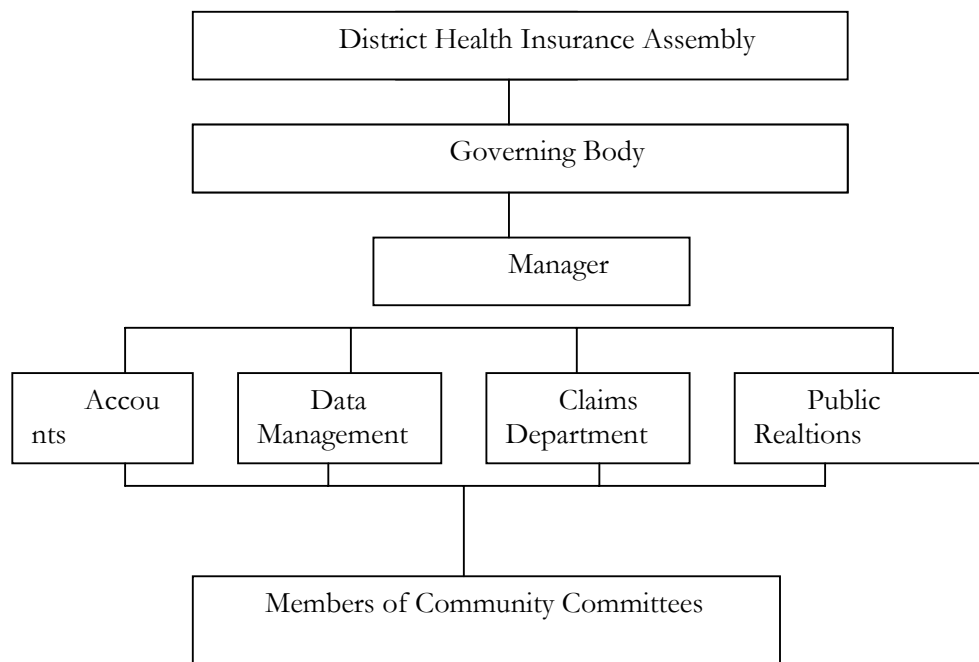 District Health Insurance Assembly
Governing Body
Manager
Accou
nts
Data
Management
Claims
Department
Public
Realtions
Members of Community Committees